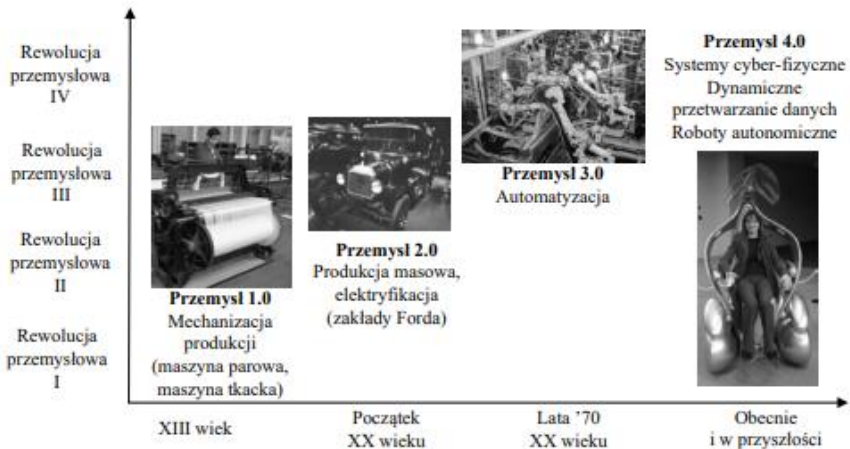 Rewolucja
przemysłowa
IV
Rewolucja
przemysłowa
III
Rewolucja
przemysłowa
II
Rewolucja
przemysłowa
I
Przemysł 1.0
Mechanizacja
produkcji
(maszyna parowa,
maszyna tkacka)
Przemysł 2.0
Produkcja masowa,
elektryfikacja
(zakłady Forda)
Przemysł 3.0
Automatyzacja
Przemysł 4.0
Systemy cyber-fizyczne
Dynamiczne
przetwarzanie danych
Roboty autonomiczne
XIII wiek
Początek
XX wieku
Lata ’70
XX wieku
Obecnie
i w przyszłości